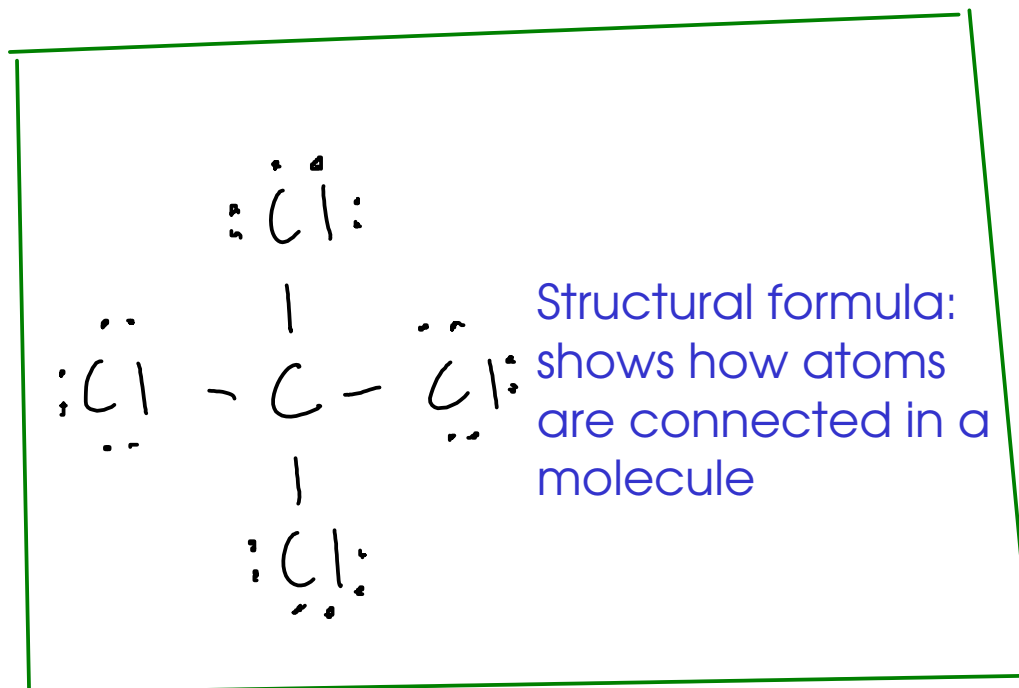 Cl
Structural formula:
shows how atoms
Cl - C - Cl
are connected in a
molecule
Cl